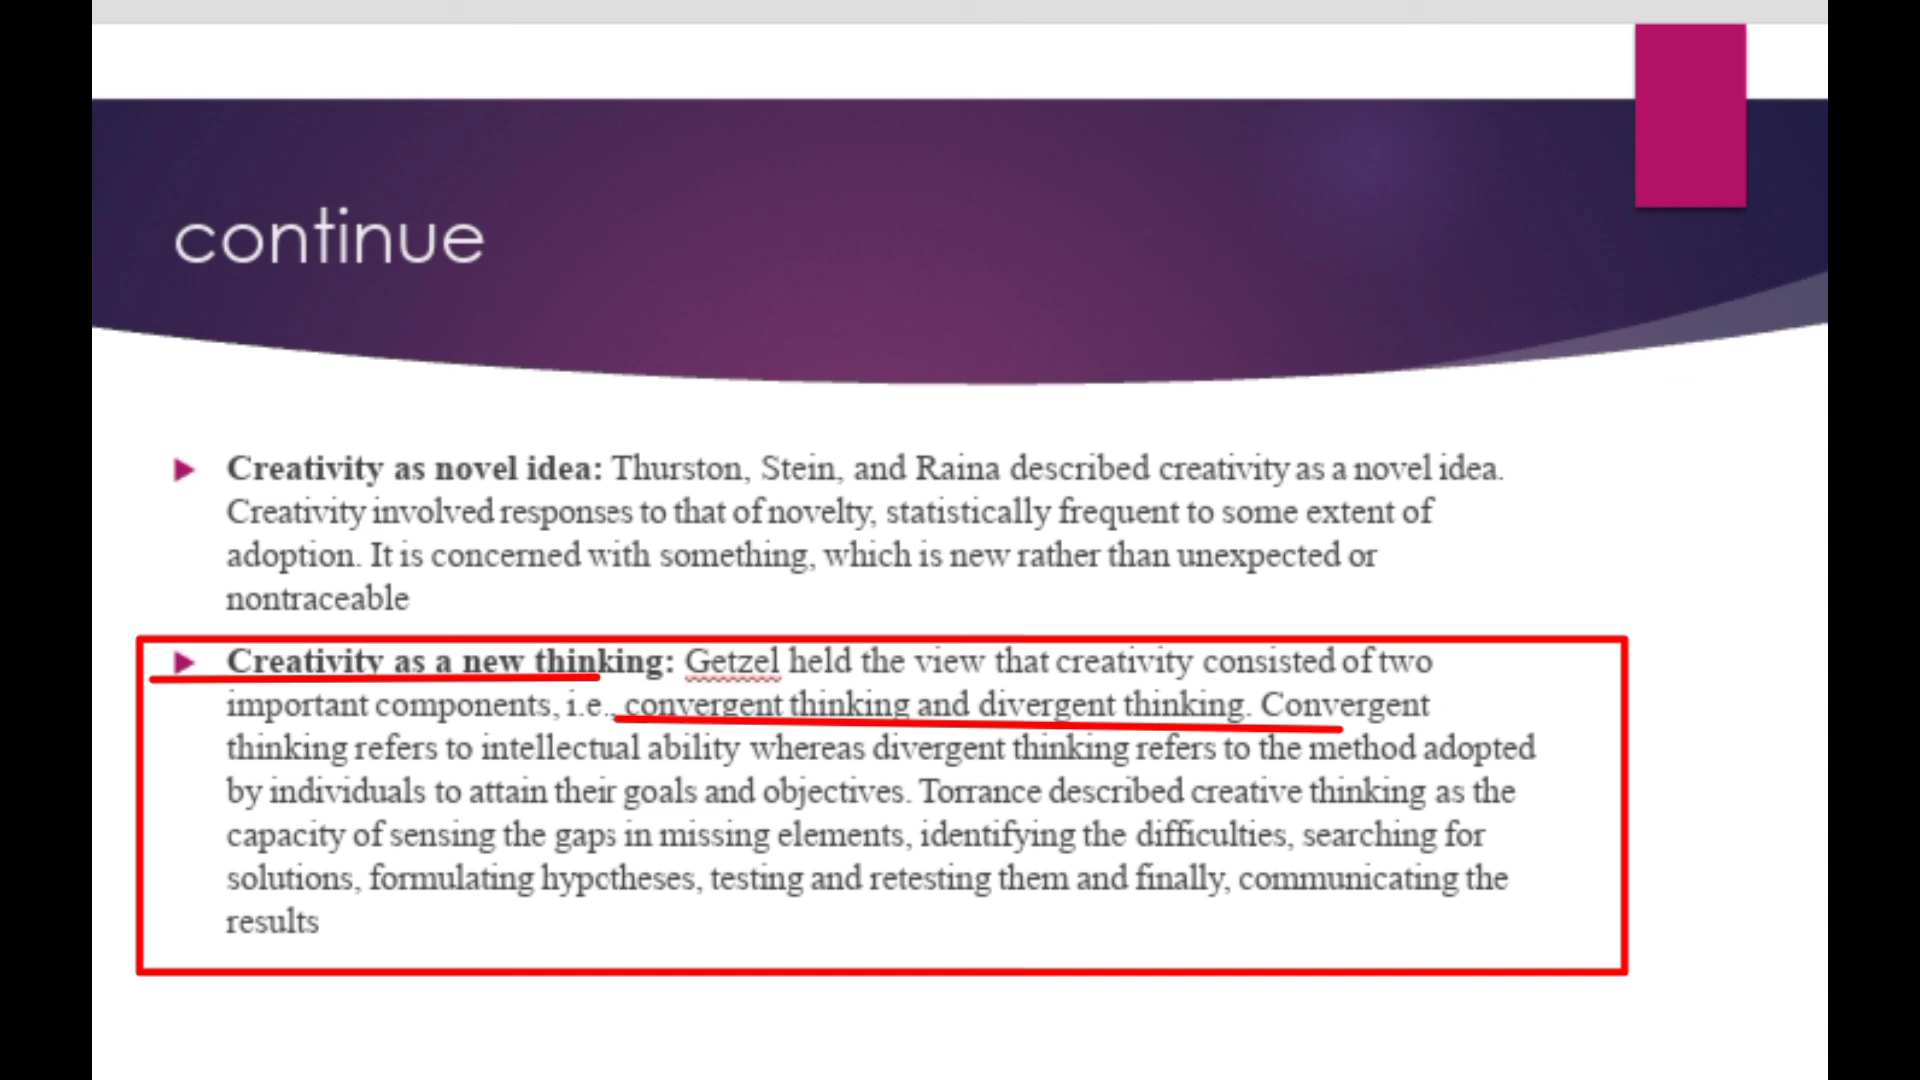 continue
Creativity as novel idea: Thurston, Stein, and Raina described creativity as a novel idea.
Creativity involved responses to that of novelty, statistically frequent to some extent of
adoption. It is concerned with something, which is new rather than unexpected or
nontraceable
Creativity as a new thinking: Getzel held the view that creativity consisted of two
important components, i.e., convergent thinking and divergent thinking. Convergent
thinking refers to intellectual ability whereas divergent thinking refers to the method adopted
by individuals to attain their goals and objectives. Torrance described creative thinking as the
capacity of sensing the gaps in missing elements, identifying the difficulties, searching for
solutions, formulating hypotheses, testing and retesting them and finally, communicating the
results